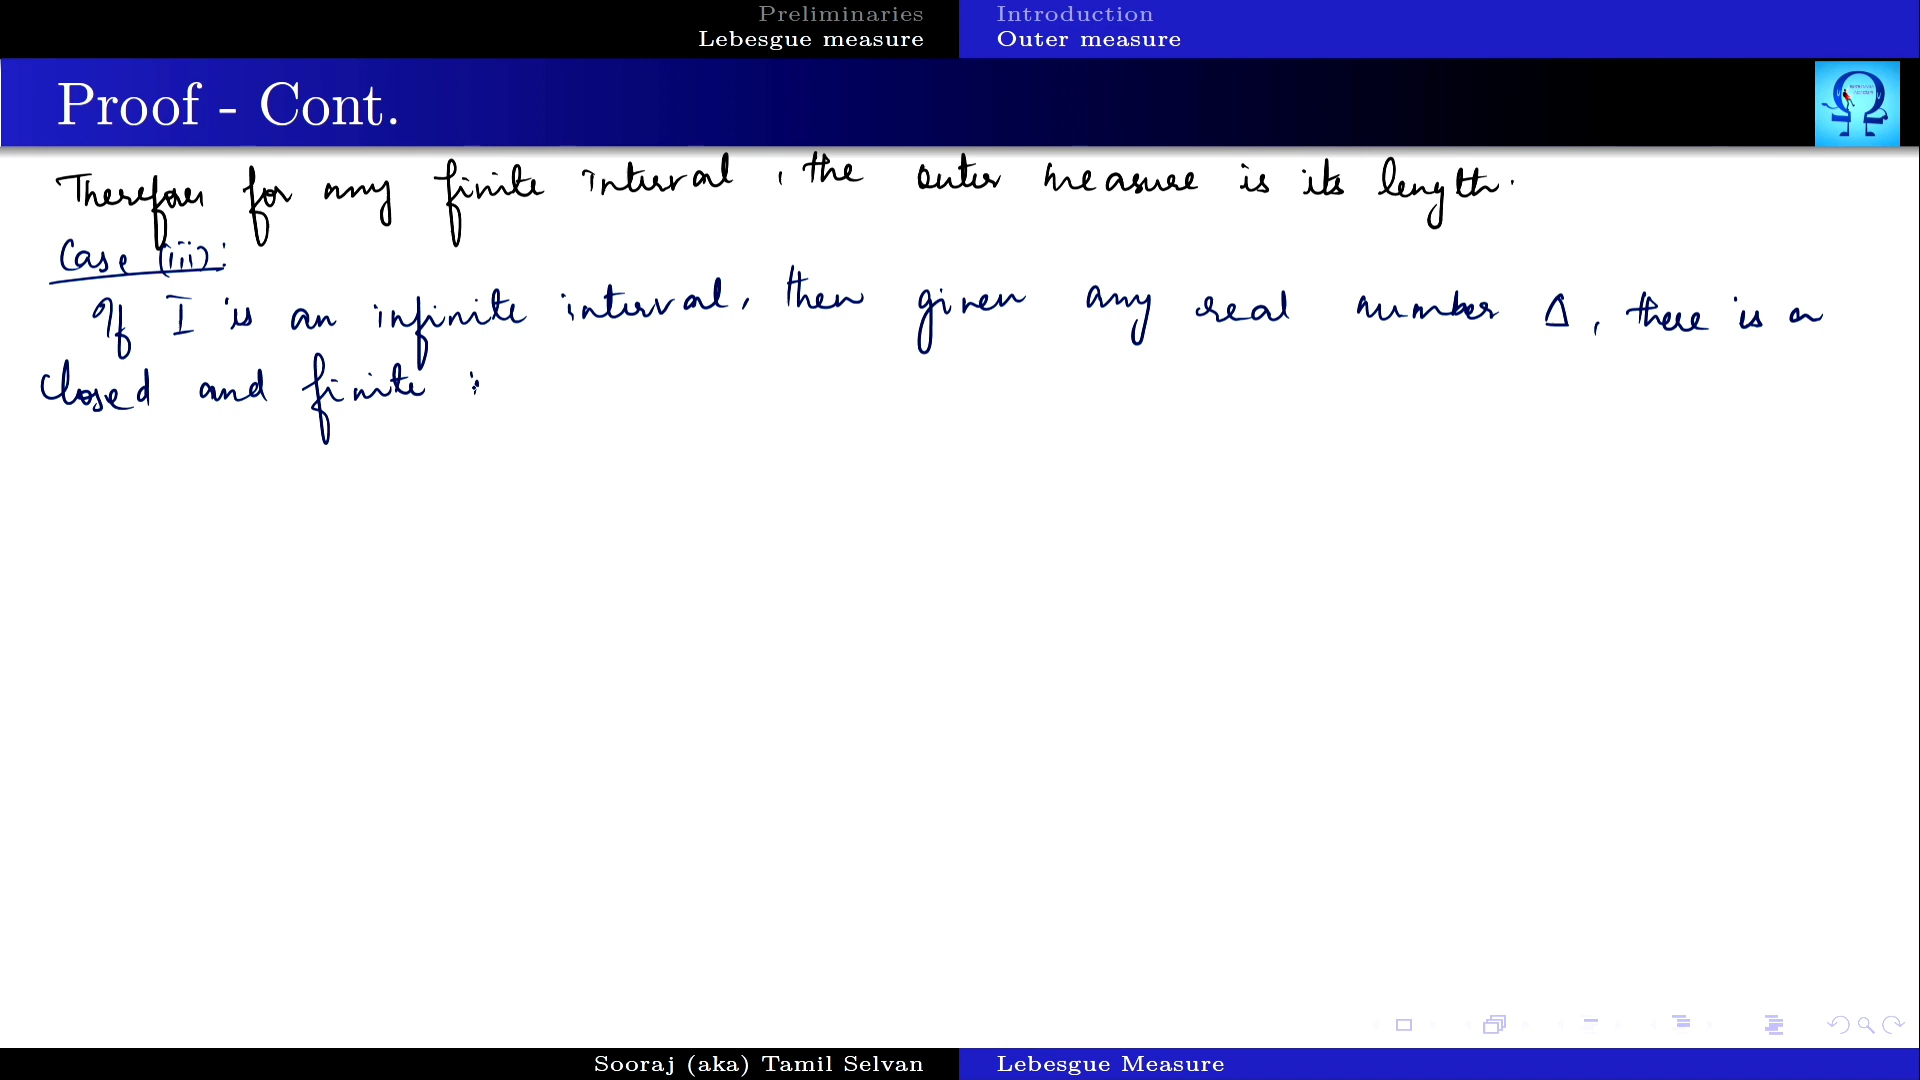 Preliminaries
Lebesgue measure
Introduction
Outer measure
Proof - Cont.
Therefore for any finite interval, the outer measure is its length.
Case (iii):
If I is an infinite interval, then given any real number Δ, there is a
closed and finite i
Sooraj (aka) Tamil Selvan
Lebesgue Measure